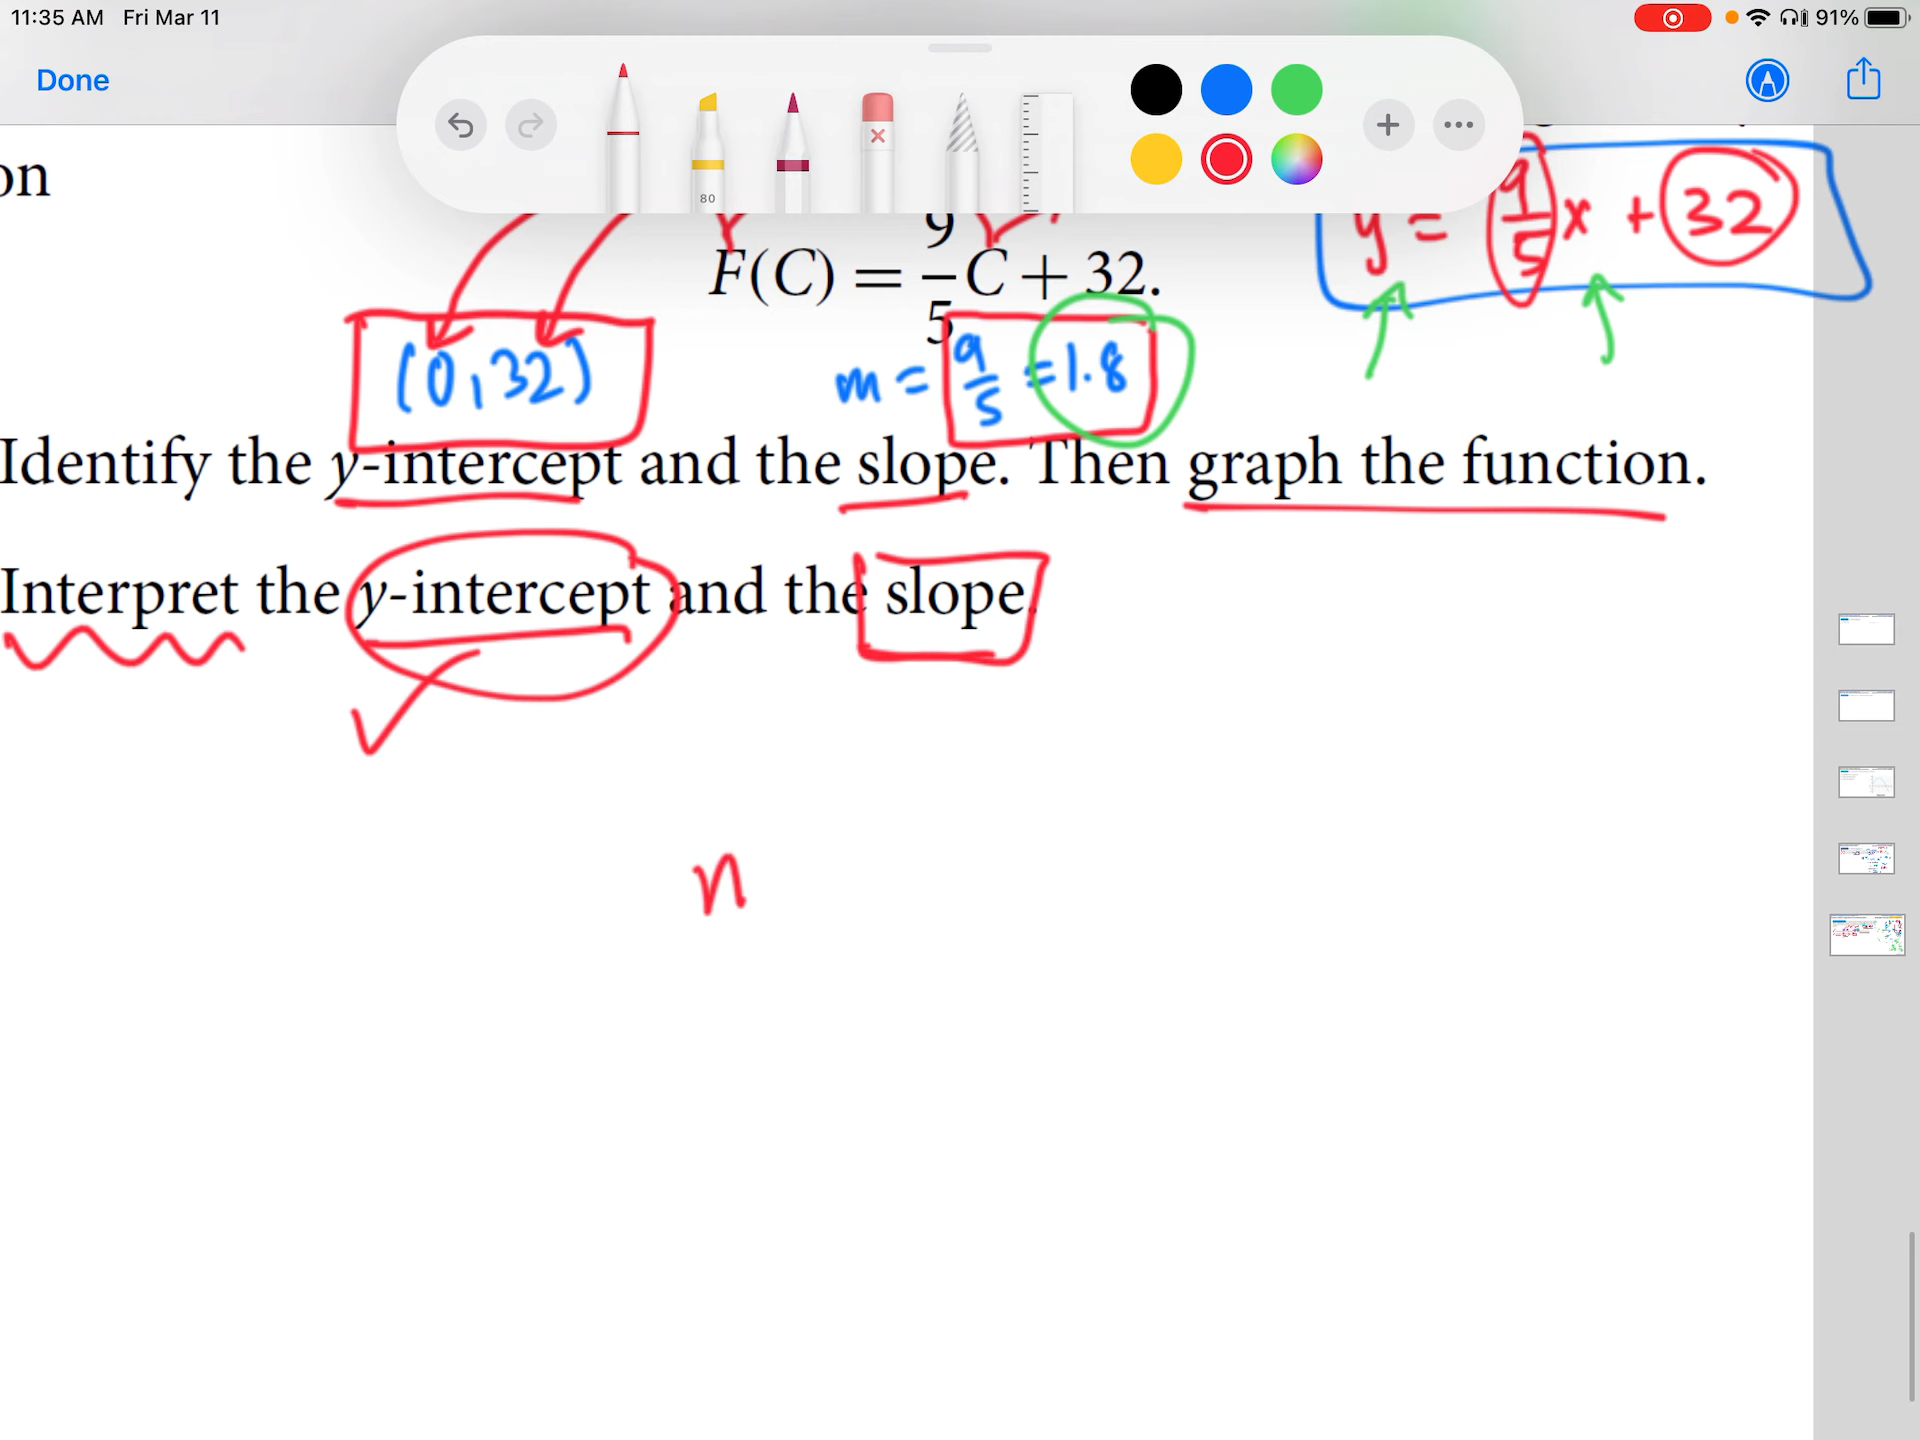 11:35 AM Fri Mar 11
91%
Done
80
on
y = 9/5 x + 32
F(C) = 9/5 C + 32.
(0,32)
m = 9/5 = 1.8
Identify the y-intercept and the slope. Then graph the function.
Interpret the y-intercept and the slope.
n